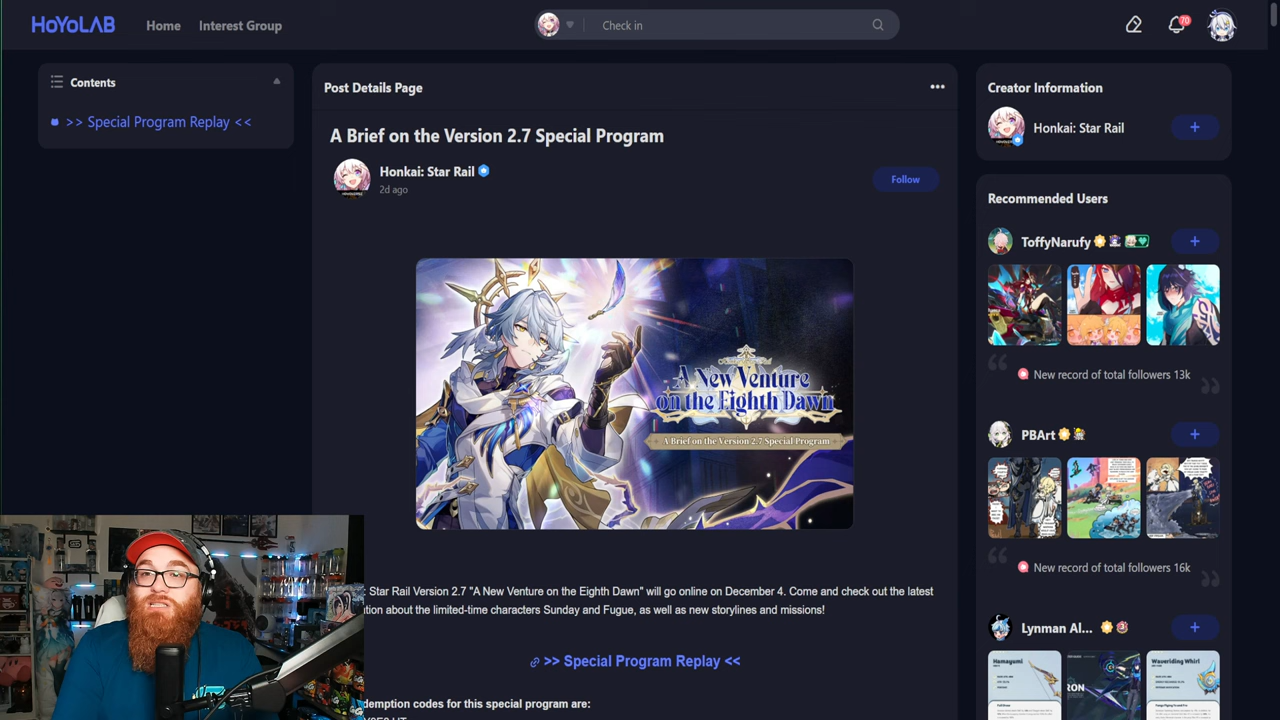 HoYoLAB
Home
Interest Group
Check in
70
Contents
>> Special Program Replay <<
Post Details Page
A Brief on the Version 2.7 Special Program
Honkai: Star Rail
2d ago
Follow
A New Venture
on the Eighth Dawn
A Brief on the Version 2.7 Special Program
: Star Rail Version 2.7 "A New Venture on the Eighth Dawn" will go online on December 4. Come and check out the latest
tion about the limited-time characters Sunday and Fugue, as well as new storylines and missions!
>> Special Program Replay <<
demption codes for this special program are:
Creator Information
Honkai: Star Rail
Recommended Users
ToffyNarufy
New record of total followers 13k
PBArt
New record of total followers 16k
Lynman Al...
3
Hamayumi
Waveriding Whirl